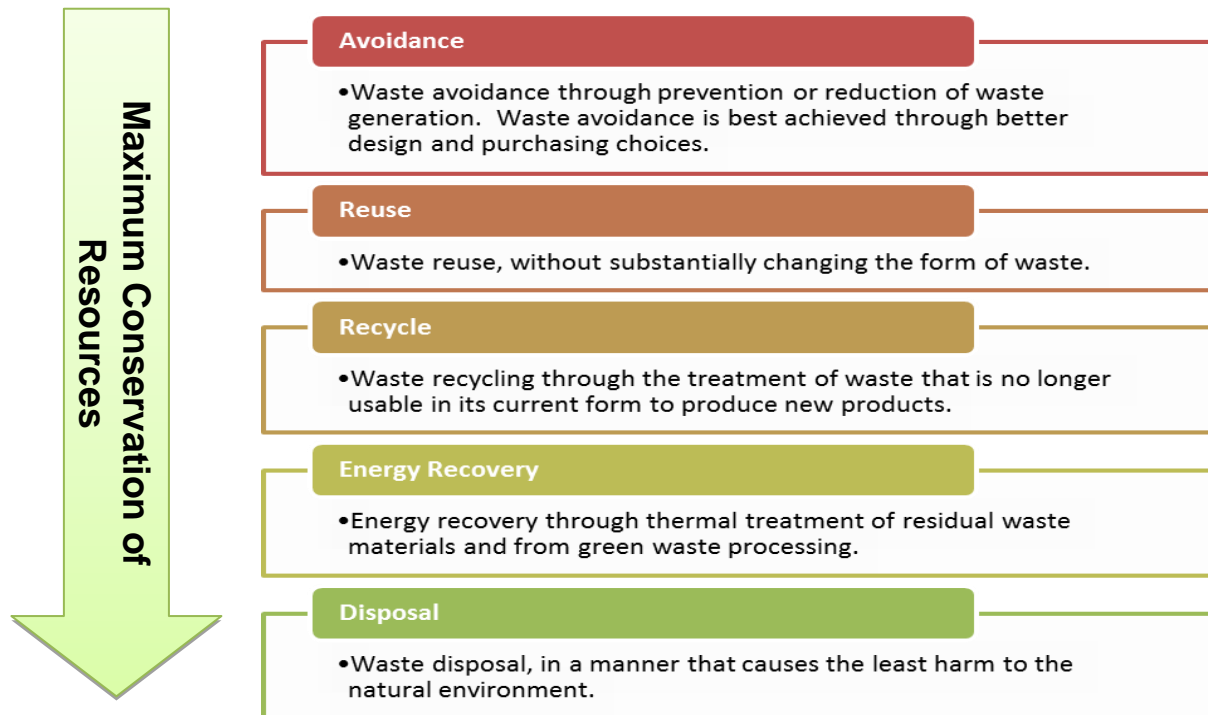 Maximum Conservation of
Resources
Avoidance
•Waste avoidance through prevention or reduction of waste
generation.  Waste avoidance is best achieved through better
design and purchasing choices.
Reuse
•Waste reuse, without substantially changing the form of waste.
Recycle
•Waste recycling through the treatment of waste that is no longer
usable in its current form to produce new products.
Energy Recovery
•Energy recovery through thermal treatment of residual waste
materials and from green waste processing.
Disposal
•Waste disposal, in a manner that causes the least harm to the
natural environment.